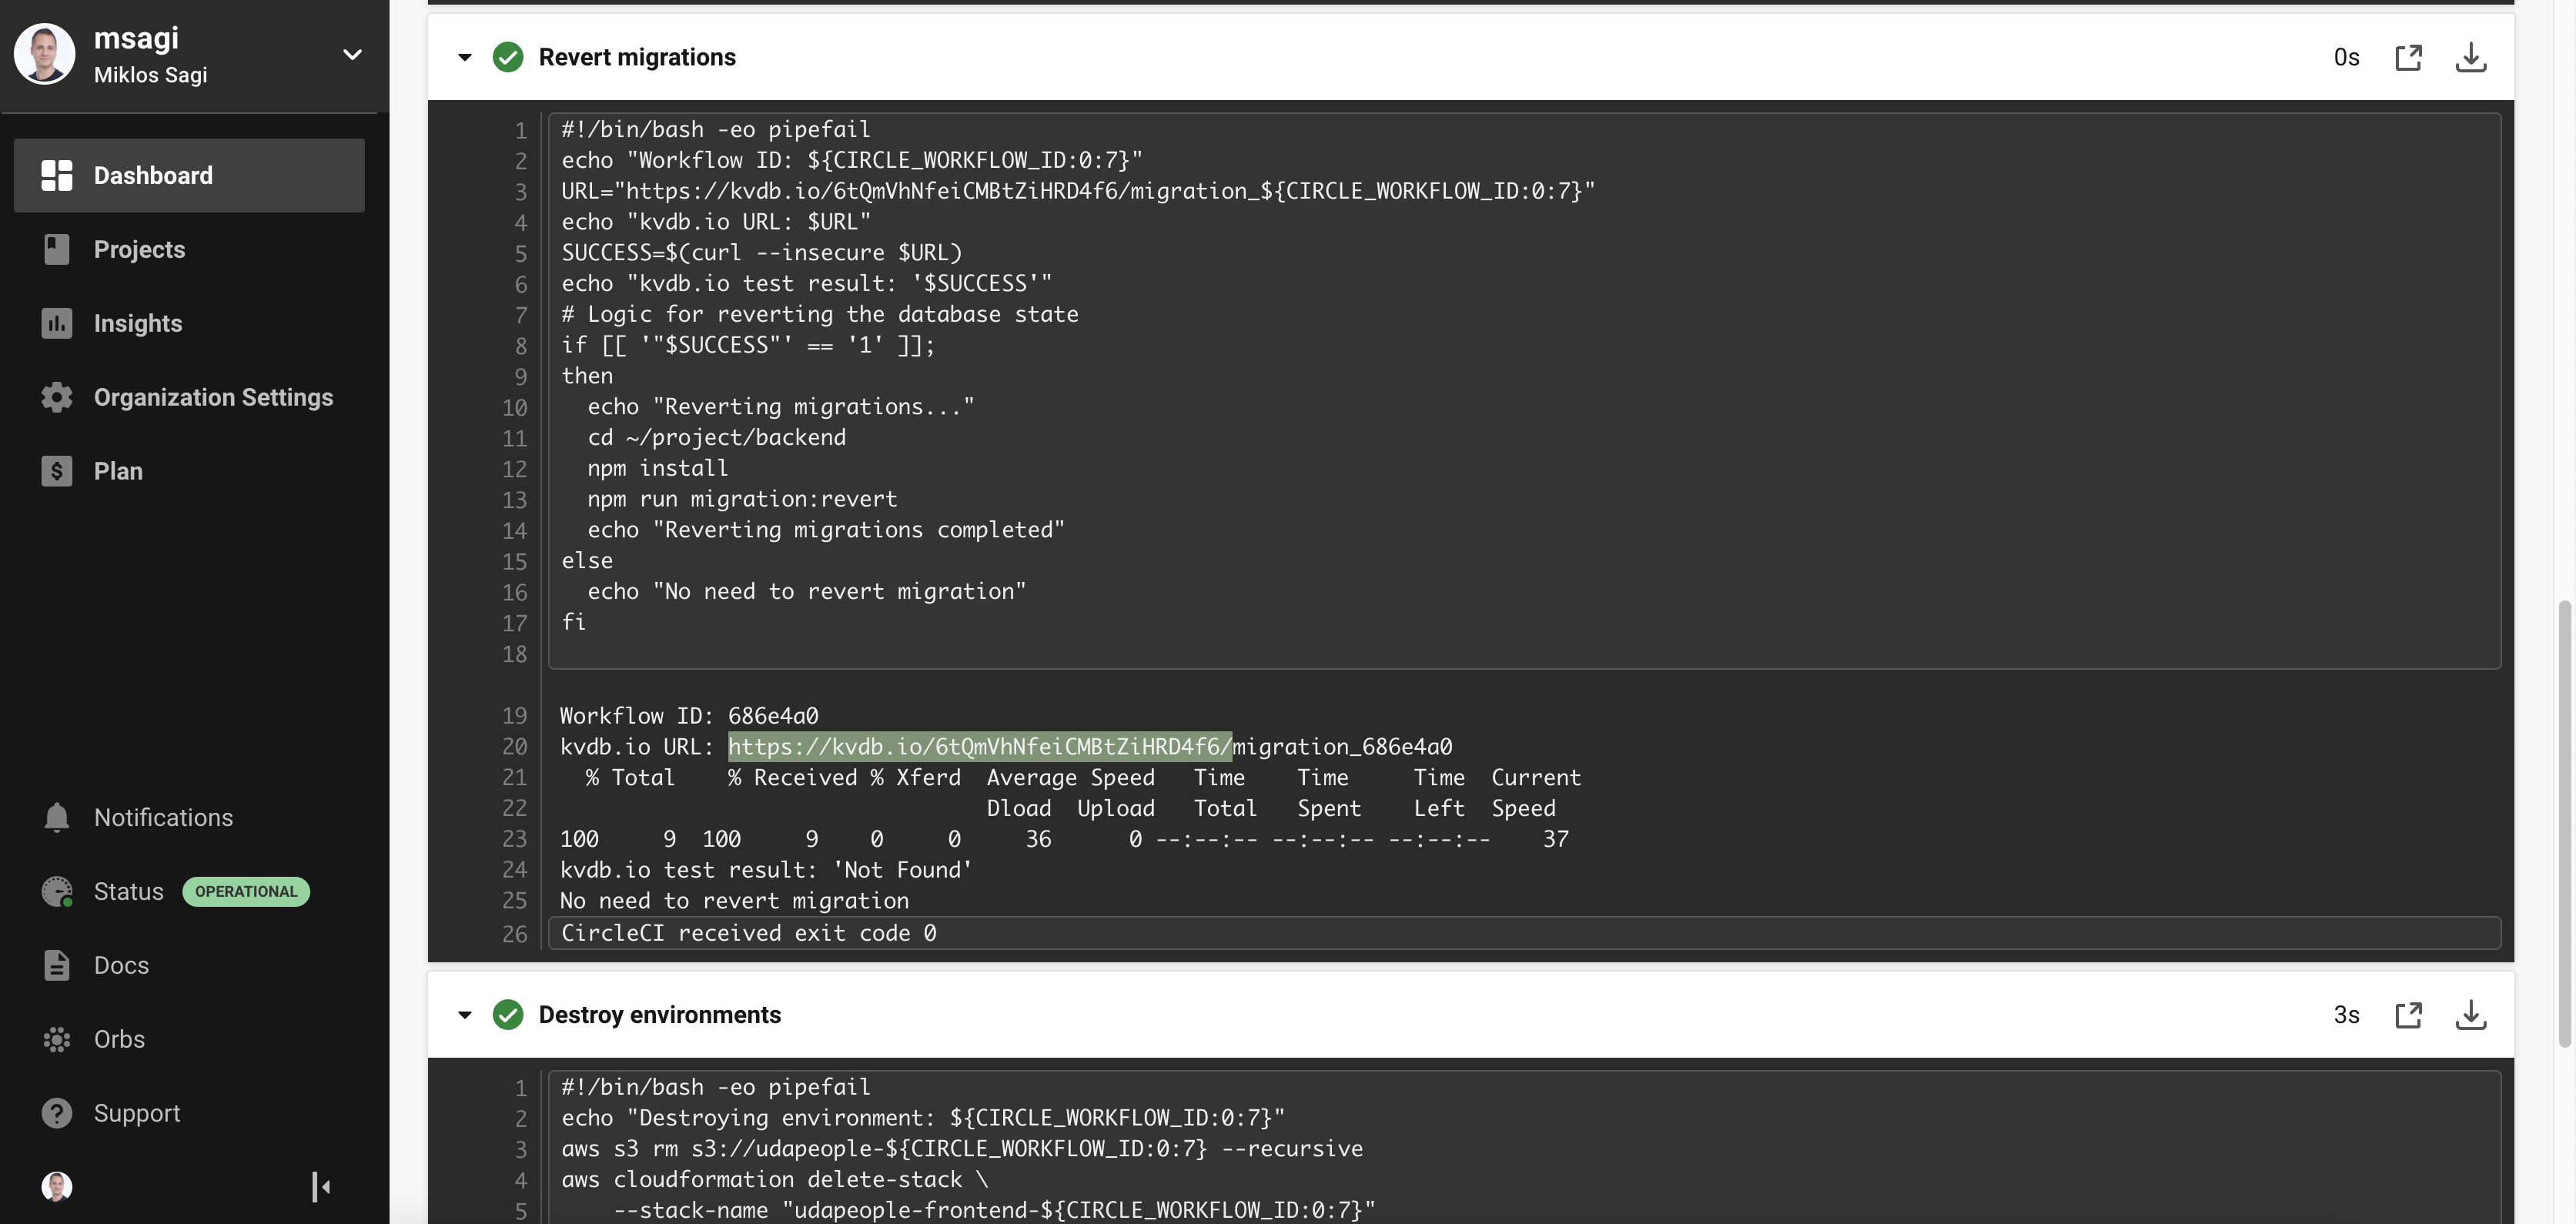 msagi
Miklos Sagi
Dashboard
Projects
Insights
Organization Settings
Plan
Notifications
Status OPERATIONAL
Docs
Orbs
Support
Revert migrations 0s
1 #!/bin/bash -eo pipefail
2 echo "Workflow ID: ${CIRCLE_WORKFLOW_ID:0:7}"
3 URL="https://kvdb.io/6tQmVhNfeiCMBtZiHRD4f6/migration_${CIRCLE_WORKFLOW_ID:0:7}"
4 echo "kvdb.io URL: $URL"
5 SUCCESS=$(curl --insecure $URL)
6 echo "kvdb.io test result: '$SUCCESS'"
7 # Logic for reverting the database state
8 if [[ '"$SUCCESS"' == '1' ]];
9 then
10 echo "Reverting migrations..."
11 cd ~/project/backend
12 npm install
13 npm run migration:revert
14 echo "Reverting migrations completed"
15 else
16 echo "No need to revert migration"
17 fi
18
19 Workflow ID: 686e4a0
20 kvdb.io URL: https://kvdb.io/6tQmVhNfeiCMBtZiHRD4f6/migration_686e4a0
21 % Total % Received % Xferd Average Speed Time Time Time Current
22 Dload Upload Total Spent Left Speed
23 100 9 100 9 0 0 36 0 --:--:-- --:--:-- --:--:-- 37
24 kvdb.io test result: 'Not Found'
25 No need to revert migration
26 CircleCI received exit code 0
Destroy environments 3s
1 #!/bin/bash -eo pipefail
2 echo "Destroying environment: ${CIRCLE_WORKFLOW_ID:0:7}"
3 aws s3 rm s3://udapeople-${CIRCLE_WORKFLOW_ID:0:7} --recursive
4 aws cloudformation delete-stack \
5 --stack-name "udapeople-frontend-${CIRCLE_WORKFLOW_ID:0:7}"